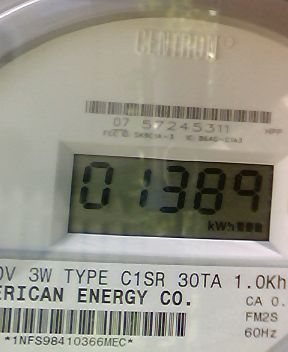 CENTRON
07 57245311
HPP
01389
kWh
0V 3W TYPE C1SR 30TA 1.0Kh
ERICAN ENERGY CO.
CA 0.
FM2S
60Hz
*1NFS98410366MEC*